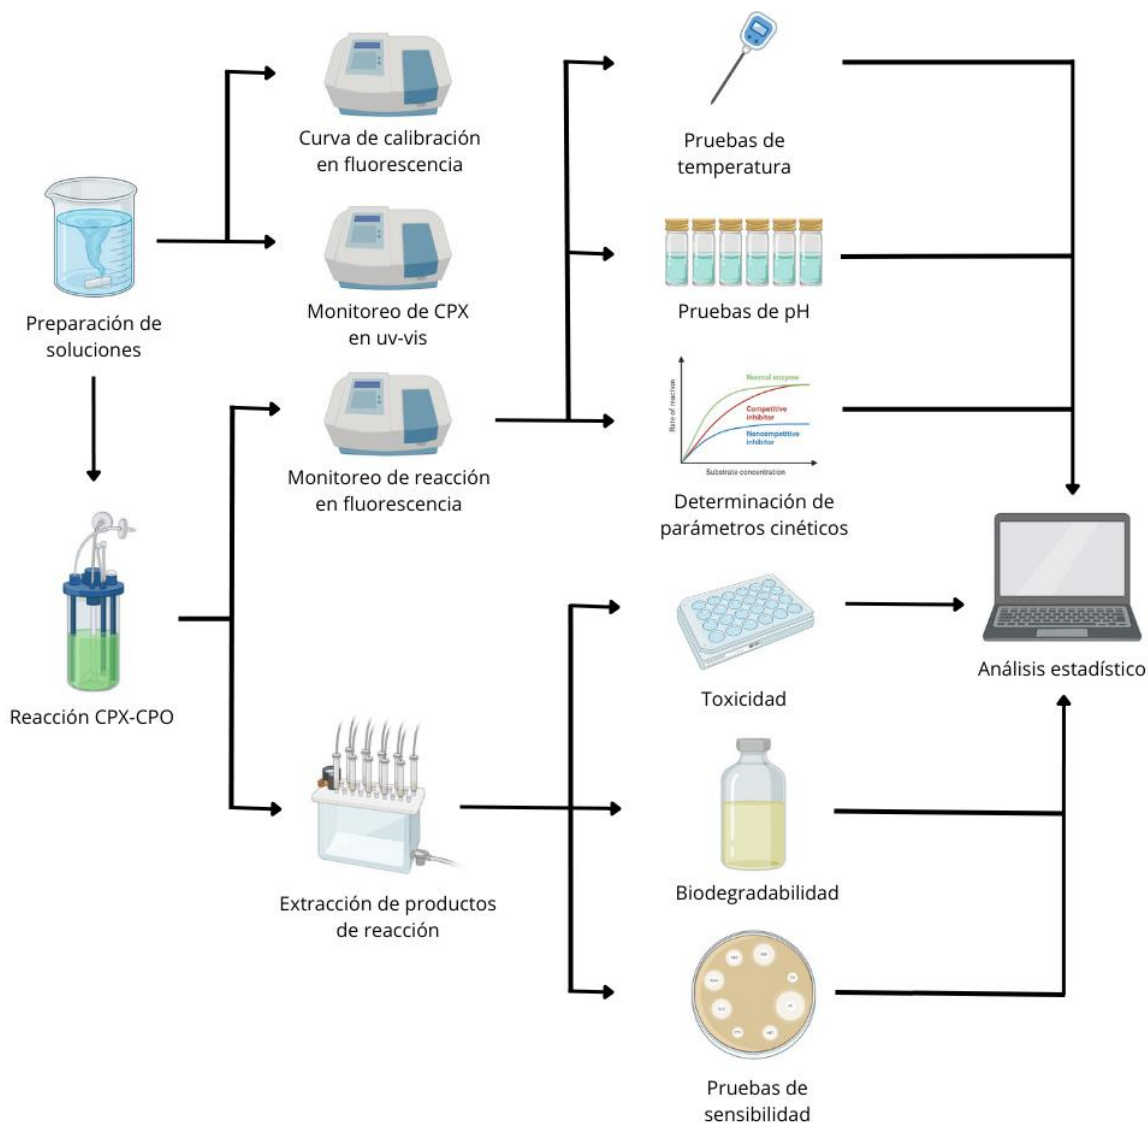 Curva de calibración
en fluorescencia
Pruebas de
temperatura
Preparación de
soluciones
Monitoreo de CPX
en uv-vis
Pruebas de pH
Monitoreo de reacción
en fluorescencia
Rate of reaction
Normal enzyme
Competitive
inhibitor
Noncompetitive
inhibitor
Substrate concentration
Determinación de
parámetros cinéticos
Reacción CPX-CPO
Toxicidad
Análisis estadístico
Extracción de productos
de reacción
Biodegradabilidad
Pruebas de
sensibilidad